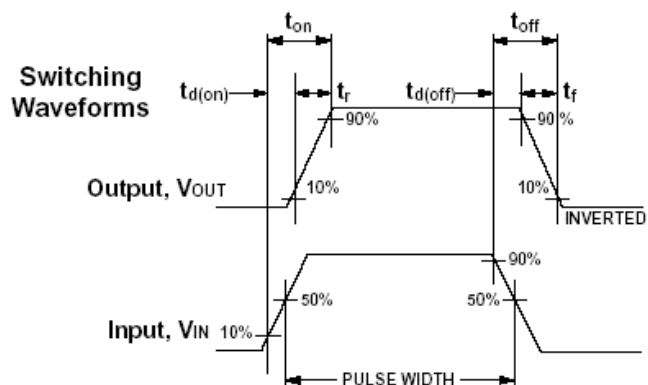 ton
toff
Switching
Waveforms
td(on)
tr
td(off)
tf
90%
90%
Output, VOUT
10%
10%
INVERTED
90%
50%
50%
Input, VIN
10%
PULSE WIDTH